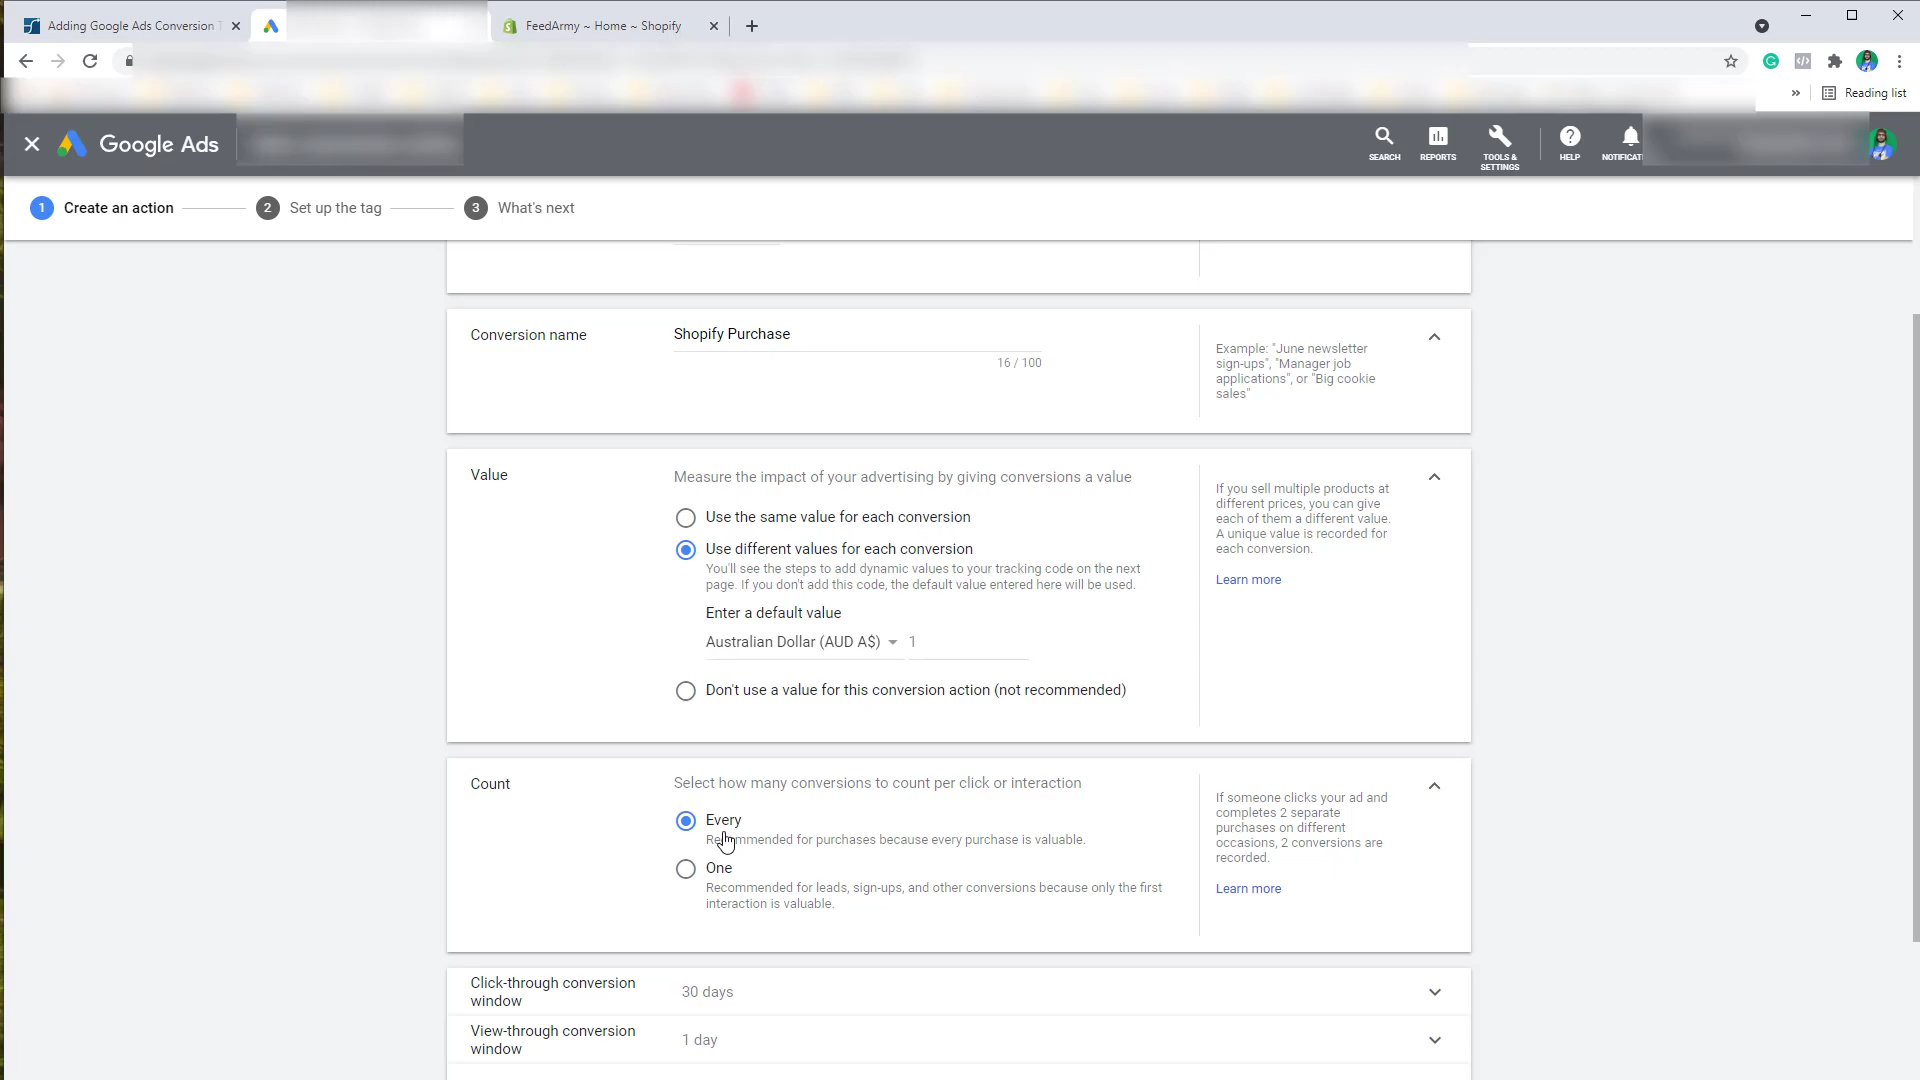 Adding Google Ads Conversion T
FeedArmy ~ Home ~ Shopify
Reading list
Google Ads
SEARCH
REPORTS
TOOLS &
SETTINGS
HELP
NOTIFICAT
1 Create an action
2 Set up the tag
3 What's next
Conversion name
Shopify Purchase
16 / 100
Example: "June newsletter
sign-ups", "Manager job
applications", or "Big cookie
sales"
Value
Measure the impact of your advertising by giving conversions a value
Use the same value for each conversion
Use different values for each conversion
You'll see the steps to add dynamic values to your tracking code on the next
page. If you don't add this code, the default value entered here will be used.
Enter a default value
Australian Dollar (AUD A$) 1
Don't use a value for this conversion action (not recommended)
If you sell multiple products at
different prices, you can give
each of them a different value.
A unique value is recorded for
each conversion.
Learn more
Count
Select how many conversions to count per click or interaction
Every
Recommended for purchases because every purchase is valuable.
One
Recommended for leads, sign-ups, and other conversions because only the first
interaction is valuable.
If someone clicks your ad and
completes 2 separate
purchases on different
occasions, 2 conversions are
recorded.
Learn more
Click-through conversion
window
30 days
View-through conversion
window
1 day